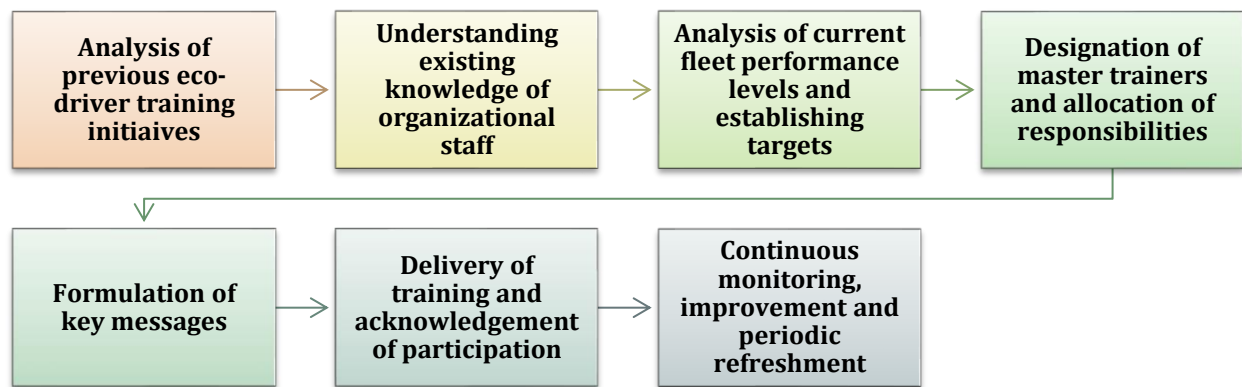 Analysis of
previous eco-
driver training
initiaives
Understanding
existing
knowledge of
organizational
staff
Analysis of current
fleet performance
levels and
establishing
targets
Designation of
master trainers
and allocation of
responsibilities
Formulation of
key messages
Delivery of
training and
acknowledgement
of participation
Continuous
monitoring,
improvement and
periodic
refreshment